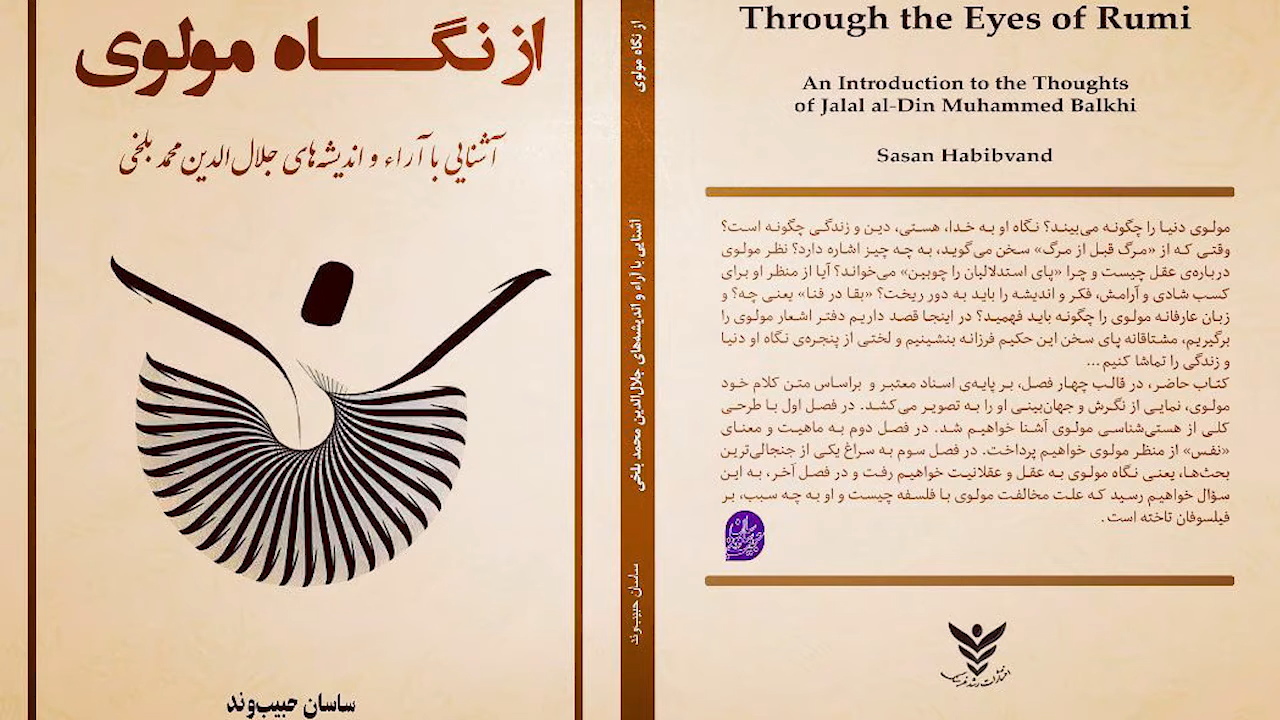 از نگاه مولوی
آشنایی با آراء و اندیشه‌های جلال الدین محمد بلخی
ساسان حبیب‌وند
از نگاه مولوی
آشنایی با آراء و اندیشه‌های جلال‌الدین محمد بلخی
ساسان حبیب‌وند
Through the Eyes of Rumi
An Introduction to the Thoughts
of Jalal al-Din Muhammed Balkhi
Sasan Habibvand
مولوی دنیا را چگونه می‌بیند؟ نگاه او به خدا، هستی، دین و زندگی چگونه است؟
وقتی که از «مرگ قبل از مرگ» سخن می‌گوید، به چه چیز اشاره دارد؟ نظر مولوی
درباره‌ی عقل چیست و چرا «پای استدلالیان را چوبین» می‌خواند؟ آیا از منظر او برای
کسب شادی و آرامش، فکر و اندیشه را باید به دور ریخت؟ «بقا در فنا» یعنی چه؟ و
زبان عارفانه مولوی را چگونه باید فهمید؟ در اینجا قصد داریم دفتر اشعار مولوی را
برگیریم، مشتاقانه پای سخن این حکیم فرزانه بنشینیم و لختی از پنجره‌ی نگاه او دنیا
و زندگی را تماشا کنیم ...
کتاب حاضر، در قالب چهار فصل، بر پایه‌ی اسناد معتبر و براساس متن کلام خود
مولوی، نمایی از نگرش و جهان‌بینی او را به تصویر می‌کشد. در فصل اول با طرحی
کلی از هستی‌شناسی مولوی آشنا خواهیم شد. در فصل دوم به ماهیت و معنای
«نفس» از منظر مولوی خواهیم پرداخت. در فصل سوم به سراغ یکی از جنجالی‌ترین
بحث‌ها، یعنی نگاه مولوی به عقل و عقلانیت خواهیم رفت و در فصل آخر، به این
سؤال خواهیم رسید که علت مخالفت مولوی با فلسفه چیست و او به چه سبب، بر
فیلسوفان تاخته است.
انتشارات رشد فرهنگ